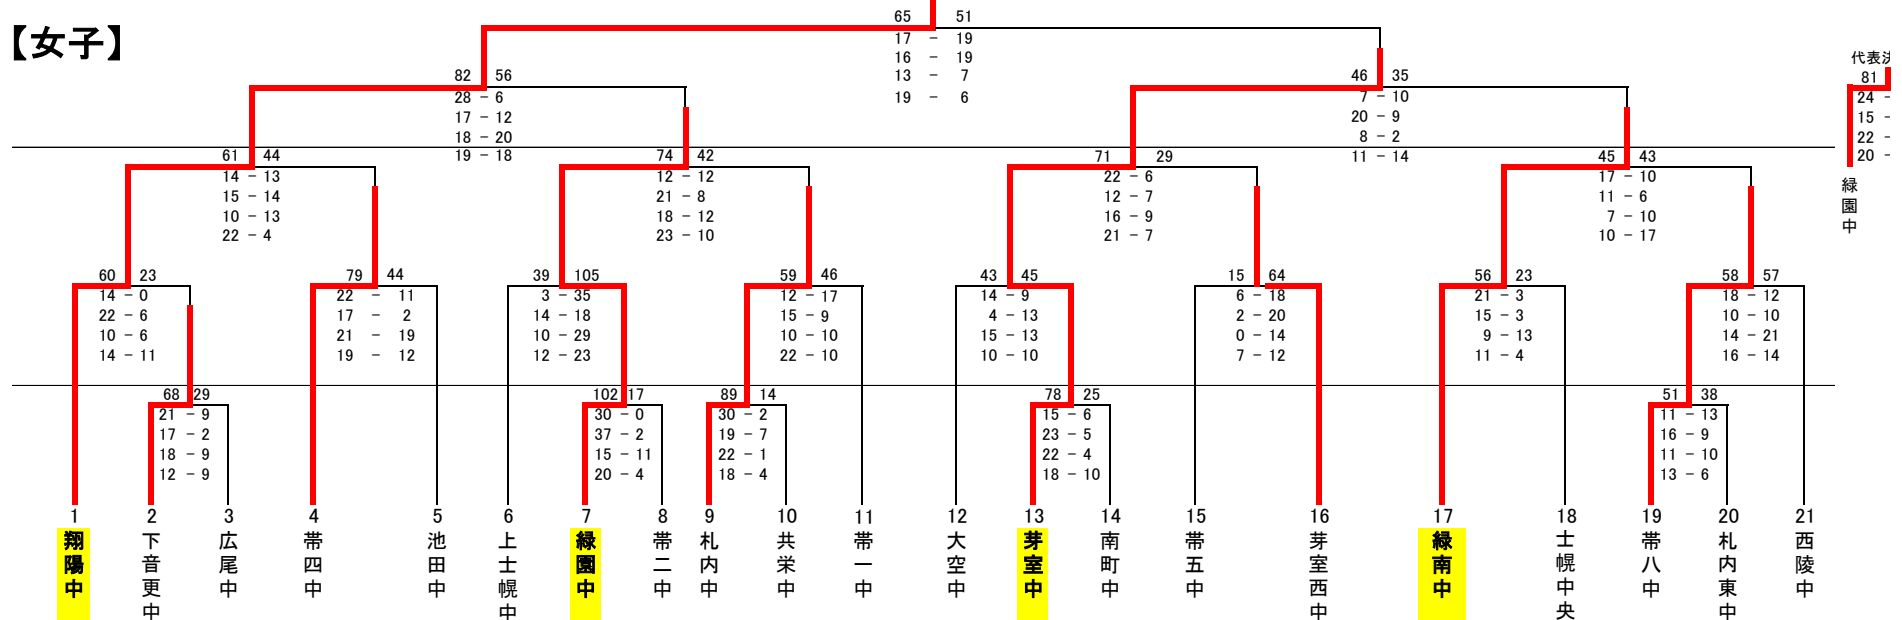 【女子】
65 51
17 － 19
16 － 19
13 － 7
19 － 6
代表決
81
24 －
15 －
22 －
20 －
緑園中
82 56
28 － 6
17 － 12
18 － 20
19 － 18
46 35
7 － 10
20 － 9
8 － 2
11 － 14
61 44
14 － 13
15 － 14
10 － 13
22 － 4
74 42
12 － 12
21 － 8
18 － 12
23 － 10
71 29
22 － 6
12 － 7
16 － 9
21 － 7
45 43
17 － 10
11 － 6
7 － 10
10 － 17
60 23
14 － 0
22 － 6
10 － 6
14 － 11
79 44
22 － 11
17 － 2
21 － 19
19 － 12
39 105
3 － 35
14 － 18
10 － 29
12 － 23
59 46
12 － 17
15 － 9
10 － 10
22 － 10
43 45
14 － 9
4 － 13
15 － 13
10 － 10
15 64
6 － 18
2 － 20
0 － 14
7 － 12
56 23
21 － 3
15 － 3
9 － 13
11 － 4
58 57
18 － 12
10 － 10
14 － 21
16 － 14
68 29
21 － 9
17 － 2
18 － 9
12 － 9
102 17
30 － 0
37 － 2
15 － 11
20 － 4
89 14
30 － 2
19 － 7
22 － 1
18 － 4
78 25
15 － 6
23 － 5
22 － 4
18 － 10
51 38
11 － 13
16 － 9
11 － 10
13 － 6
1 翔陽中
2 下音更中
3 広尾中
4 帯四中
5 池田中
6 上士幌中
7 緑園中
8 帯二中
9 札内中
10 共栄中
11 帯一中
12 大空中
13 芽室中
14 南町中
15 帯五中
16 芽室西中
17 緑南中
18 士幌中央
19 帯八中
20 札内東中
21 西陵中